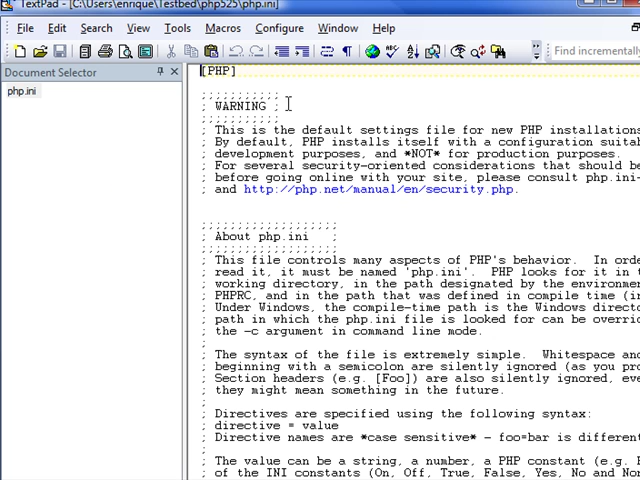 TextPad - [C:\Users\enrique\Testbed\php525\php.ini]
File Edit Search View Tools Macros Configure Window Help
Find incrementally
Document Selector
php.ini
[PHP]
;;;;;;;;;;;
; WARNING ;
;;;;;;;;;;;
; This is the default settings file for new PHP installations
; By default, PHP installs itself with a configuration suitab
; development purposes, and *NOT* for production purposes.
; For several security-oriented considerations that should be
; before going online with your site, please consult php.ini-
; and http://php.net/manual/en/security.php.
;;;;;;;;;;;;;;;;;;;
; About php.ini   ;
;;;;;;;;;;;;;;;;;;;
; This file controls many aspects of PHP's behavior.  In orde
; read it, it must be named 'php.ini'.  PHP looks for it in t
; working directory, in the path designated by the environmen
; PHPRC, and in the path that was defined in compile time (in
; Under Windows, the compile-time path is the Windows directo
; path in which the php.ini file is looked for can be overrid
; the -c argument in command line mode.
;
; The syntax of the file is extremely simple.  Whitespace and
; beginning with a semicolon are silently ignored (as you pro
; Section headers (e.g. [Foo]) are also silently ignored, eve
; they might mean something in the future.
;
; Directives are specified using the following syntax:
; directive = value
; Directive names are *case sensitive* - foo=bar is different
;
; The value can be a string, a number, a PHP constant (e.g. E
; of the INI constants (On, Off, True, False, Yes, No and Non